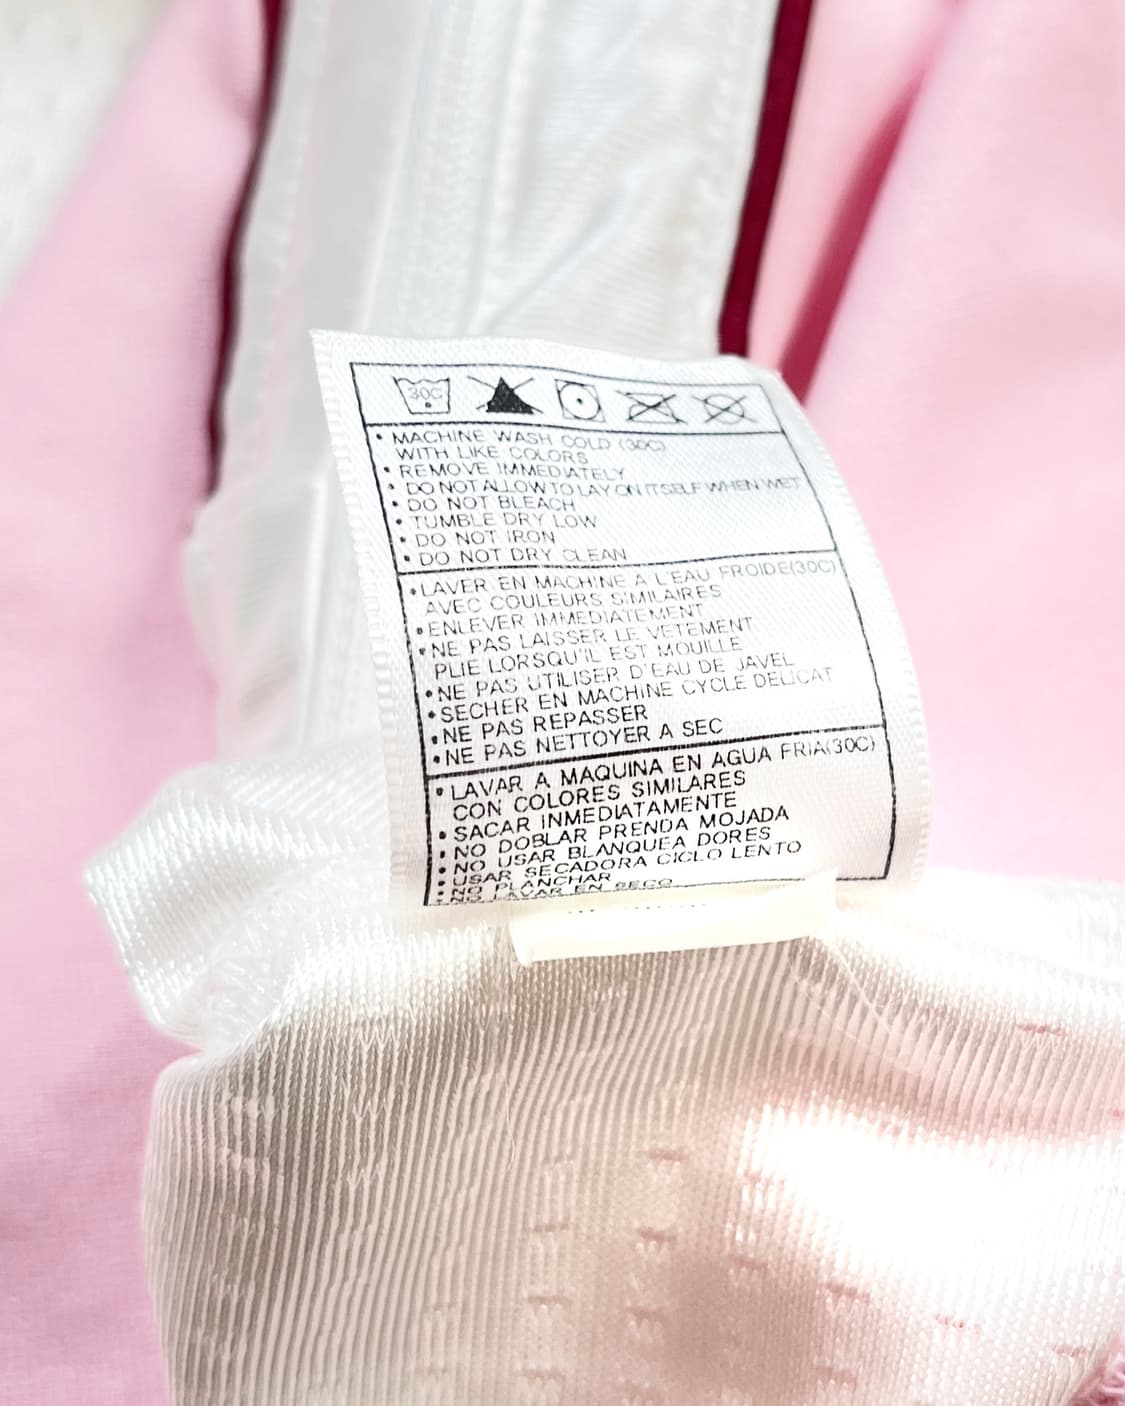 30C
• MACHINE WASH COLD (30C)
WITH LIKE COLORS
• REMOVE IMMEDIATELY
• DO NOT ALLOW TO LAY ON ITSELF WHEN WET
• DO NOT BLEACH
• TUMBLE DRY LOW
• DO NOT IRON
• DO NOT DRY CLEAN
• LAVER EN MACHINE A L'EAU FROIDE(30C)
AVEC COULEURS SIMILAIRES
• ENLEVER IMMEDIATEMENT
• NE PAS LAISSER LE VETEMENT
PLIE LORSQU'IL EST MOUILLE
• NE PAS UTILISER D'EAU DE JAVEL
• SECHER EN MACHINE CYCLE DELICAT
• NE PAS REPASSER
• NE PAS NETTOYER A SEC
• LAVAR A MAQUINA EN AGUA FRIA(30C)
CON COLORES SIMILARES
• SACAR INMEDIATAMENTE
• NO DOBLAR PRENDA MOJADA
• NO USAR BLANQUEA DORES
• USAR SECADORA CICLO LENTO
• NO PLANCHAR
• NO LAVAR EN SECO